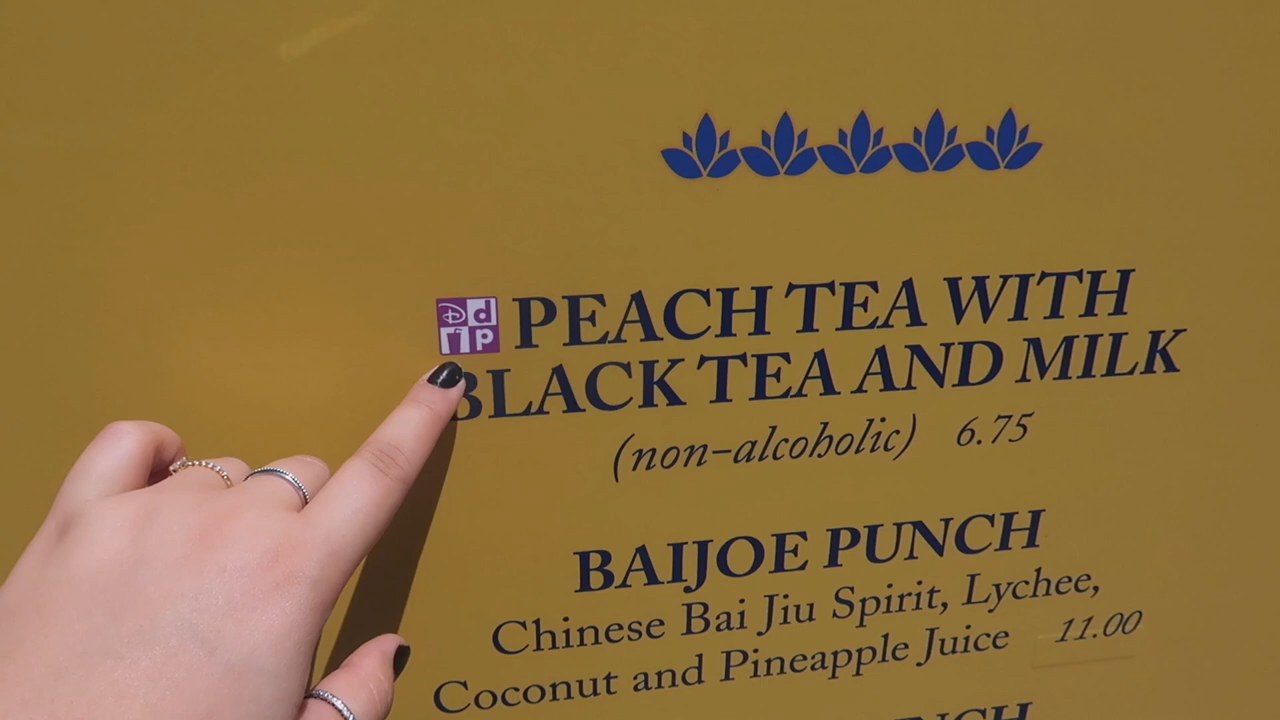 Dd
p
PEACH TEA WITH
BLACK TEA AND MILK
(non-alcoholic) 6.75
BAIJOE PUNCH
Chinese Bai Jiu Spirit, Lychee,
Coconut and Pineapple Juice 11.00